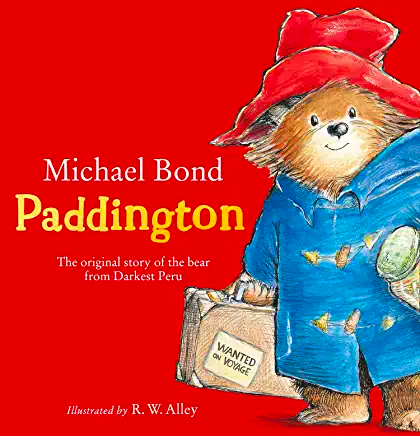 Michael Bond
Paddington
The original story of the bear
from Darkest Peru
WANTED
ON VOYAGE
Illustrated by R. W. Alley